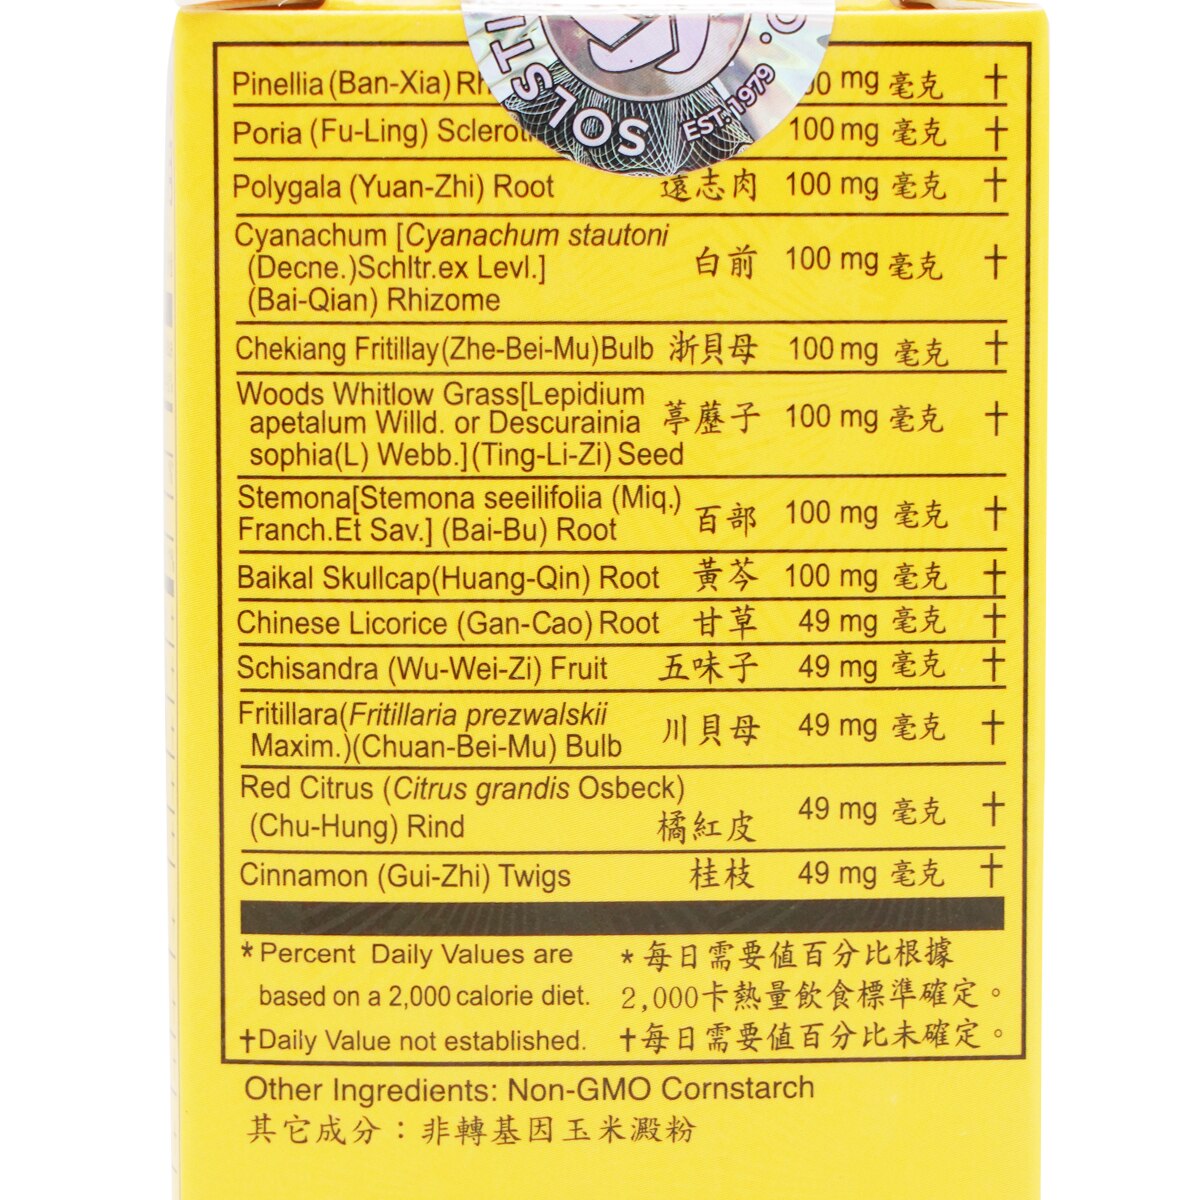 SOLSTI
EST. 1979
Pinellia (Ban-Xia) mg 毫克 †
Poria (Fu-Ling) 100 mg 毫克 †
Polygala (Yuan-Zhi) Root 遠志肉 100 mg 毫克 †
Cyanachum [Cyanachum stautoni
(Decne.)Schltr.ex Levl.] 白前 100 mg 毫克 †
(Bai-Qian) Rhizome
Chekiang Fritillay(Zhe-Bei-Mu)Bulb 浙貝母 100 mg 毫克 †
Woods Whitlow Grass[Lepidium
apetalum Willd. or Descurainia 葶藶子 100 mg 毫克 †
sophia(L) Webb.](Ting-Li-Zi) Seed
Stemona[Stemona seeilifolia (Miq.)
Franch.Et Sav.] (Bai-Bu) Root 百部 100 mg 毫克 †
Baikal Skullcap(Huang-Qin) Root 黃芩 100 mg 毫克 †
Chinese Licorice (Gan-Cao) Root 甘草 49 mg 毫克 †
Schisandra (Wu-Wei-Zi) Fruit 五味子 49 mg 毫克 †
Fritillara(Fritillaria prezwalskii
Maxim.)(Chuan-Bei-Mu) Bulb 川貝母 49 mg 毫克 †
Red Citrus (Citrus grandis Osbeck)
(Chu-Hung) Rind 橘紅皮 49 mg 毫克 †
Cinnamon (Gui-Zhi) Twigs 桂枝 49 mg 毫克 †
* Percent Daily Values are
based on a 2,000 calorie diet.
†Daily Value not established.
* 每日需要值百分比根據
2,000卡熱量飲食標準確定。
†每日需要值百分比未確定。
Other Ingredients: Non-GMO Cornstarch
其它成分：非轉基因玉米澱粉